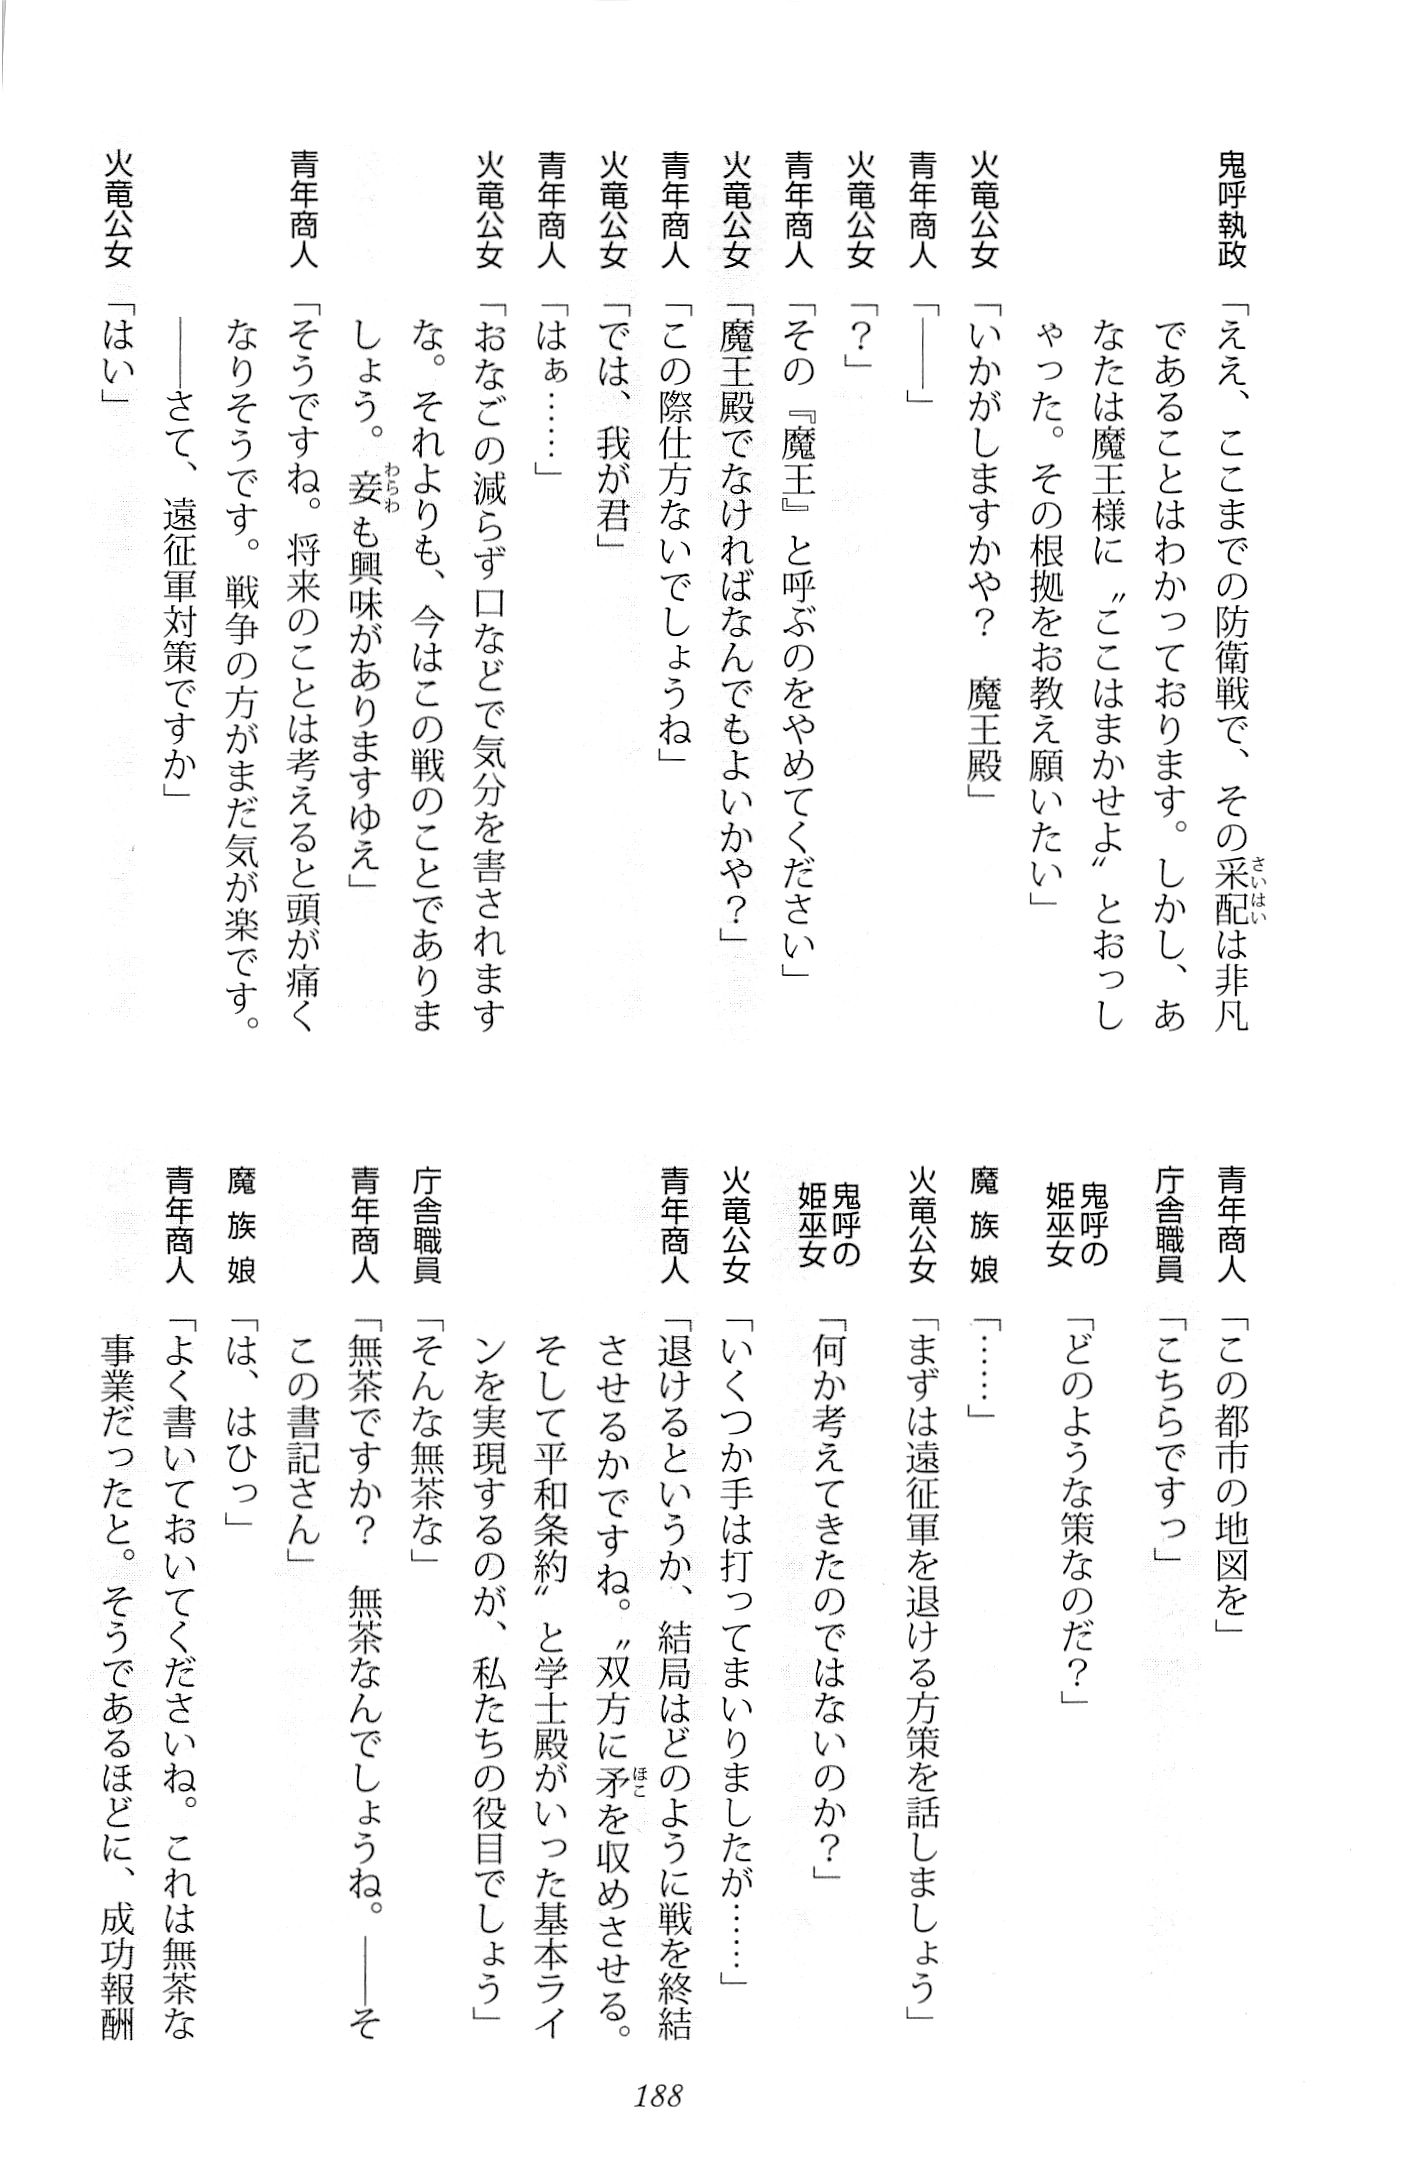 鬼呼執政「ええ、ここまでの防衛戦で、その采配は非凡
であることはわかっております。しかし、あ
なたは魔王様に〝ここはまかせよ〟とおっし
ゃった。その根拠をお教え願いたい」
火竜公女「いかがしますかや？　魔王殿」
青年商人「――」
火竜公女「？」
青年商人「その『魔王』と呼ぶのをやめてください」
火竜公女「魔王殿でなければなんでもよいかや？」
青年商人「この際仕方ないでしょうね」
火竜公女「では、我が君」
青年商人「はぁ……」
火竜公女「おなごの減らず口などで気分を害されます
な。それよりも、今はこの戦のことでありま
しょう。妾も興味がありますゆえ」
青年商人「そうですね。将来のことは考えると頭が痛く
なりそうです。戦争の方がまだ気が楽です。
――さて、遠征軍対策ですか」
火竜公女「はい」
青年商人「この都市の地図を」
庁舎職員「こちらですっ」
鬼呼の姫巫女「どのような策なのだ？」
魔族娘「……」
火竜公女「まずは遠征軍を退ける方策を話しましょう」
鬼呼の姫巫女「何か考えてきたのではないのか？」
火竜公女「いくつか手は打ってまいりましたが……」
青年商人「退けるというか、結局はどのように戦を終結
させるかですね。〝双方に矛を収めさせる。
そして平和条約〟と学士殿がいった基本ライ
ンを実現するのが、私たちの役目でしょう」
庁舎職員「そんな無茶な」
青年商人「無茶ですか？　無茶なんでしょうね。――そ
この書記さん」
魔族娘「は、はひっ」
青年商人「よく書いておいてくださいね。これは無茶な
事業だったと。そうであるほどに、成功報酬
188